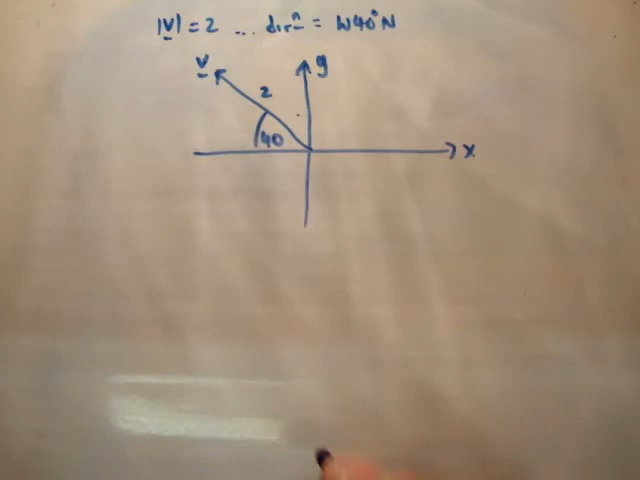 |v| = 2 ... dirⁿ = W40°N
v
y
2
40
x